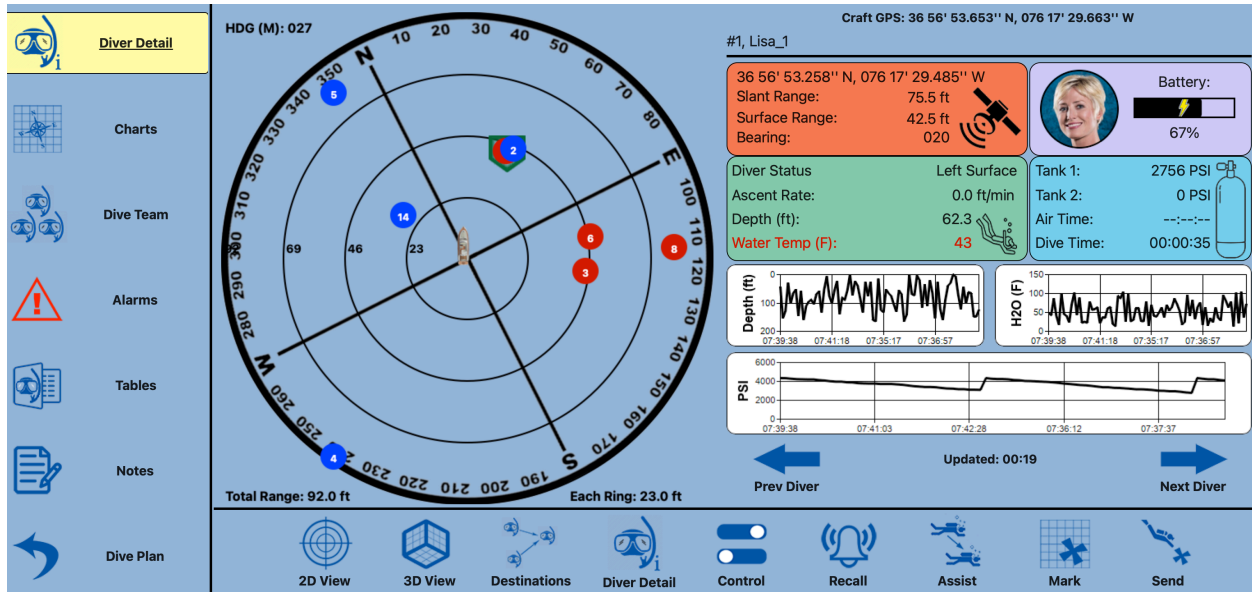 Craft GPS: 36 56' 53.653'' N, 076 17' 29.663'' W
Diver Detail
Charts
Dive Team
Alarms
Tables
Notes
Dive Plan
HDG (M): 027
N
10
20
30
40
50
60
70
80
E
100
110
120
130
140
150
160
170
S
190
200
210
220
230
250
260
W
280
290
300
310
320
330
340
350
69
46
23
5
2
14
6
8
3
4
Total Range: 92.0 ft
Each Ring: 23.0 ft
#1, Lisa_1
36 56' 53.258'' N, 076 17' 29.485'' W
Slant Range: 75.5 ft
Surface Range: 42.5 ft
Bearing: 020
Battery:
67%
Diver Status Left Surface
Ascent Rate: 0.0 ft/min
Depth (ft): 62.3
Water Temp (F): 43
Tank 1: 2756 PSI
Tank 2: 0 PSI
Air Time: --:--:--
Dive Time: 00:00:35
Depth (ft)
0
100
200
07:39:38 07:41:18 07:35:17 07:36:57
H2O (F)
150
100
50
0
07:39:38 07:41:18 07:35:17 07:36:57
PSI
6000
4000
2000
0
07:39:38 07:41:03 07:42:28 07:36:12 07:37:37
Prev Diver
Updated: 00:19
Next Diver
2D View
3D View
Destinations
Diver Detail
Control
Recall
Assist
Mark
Send